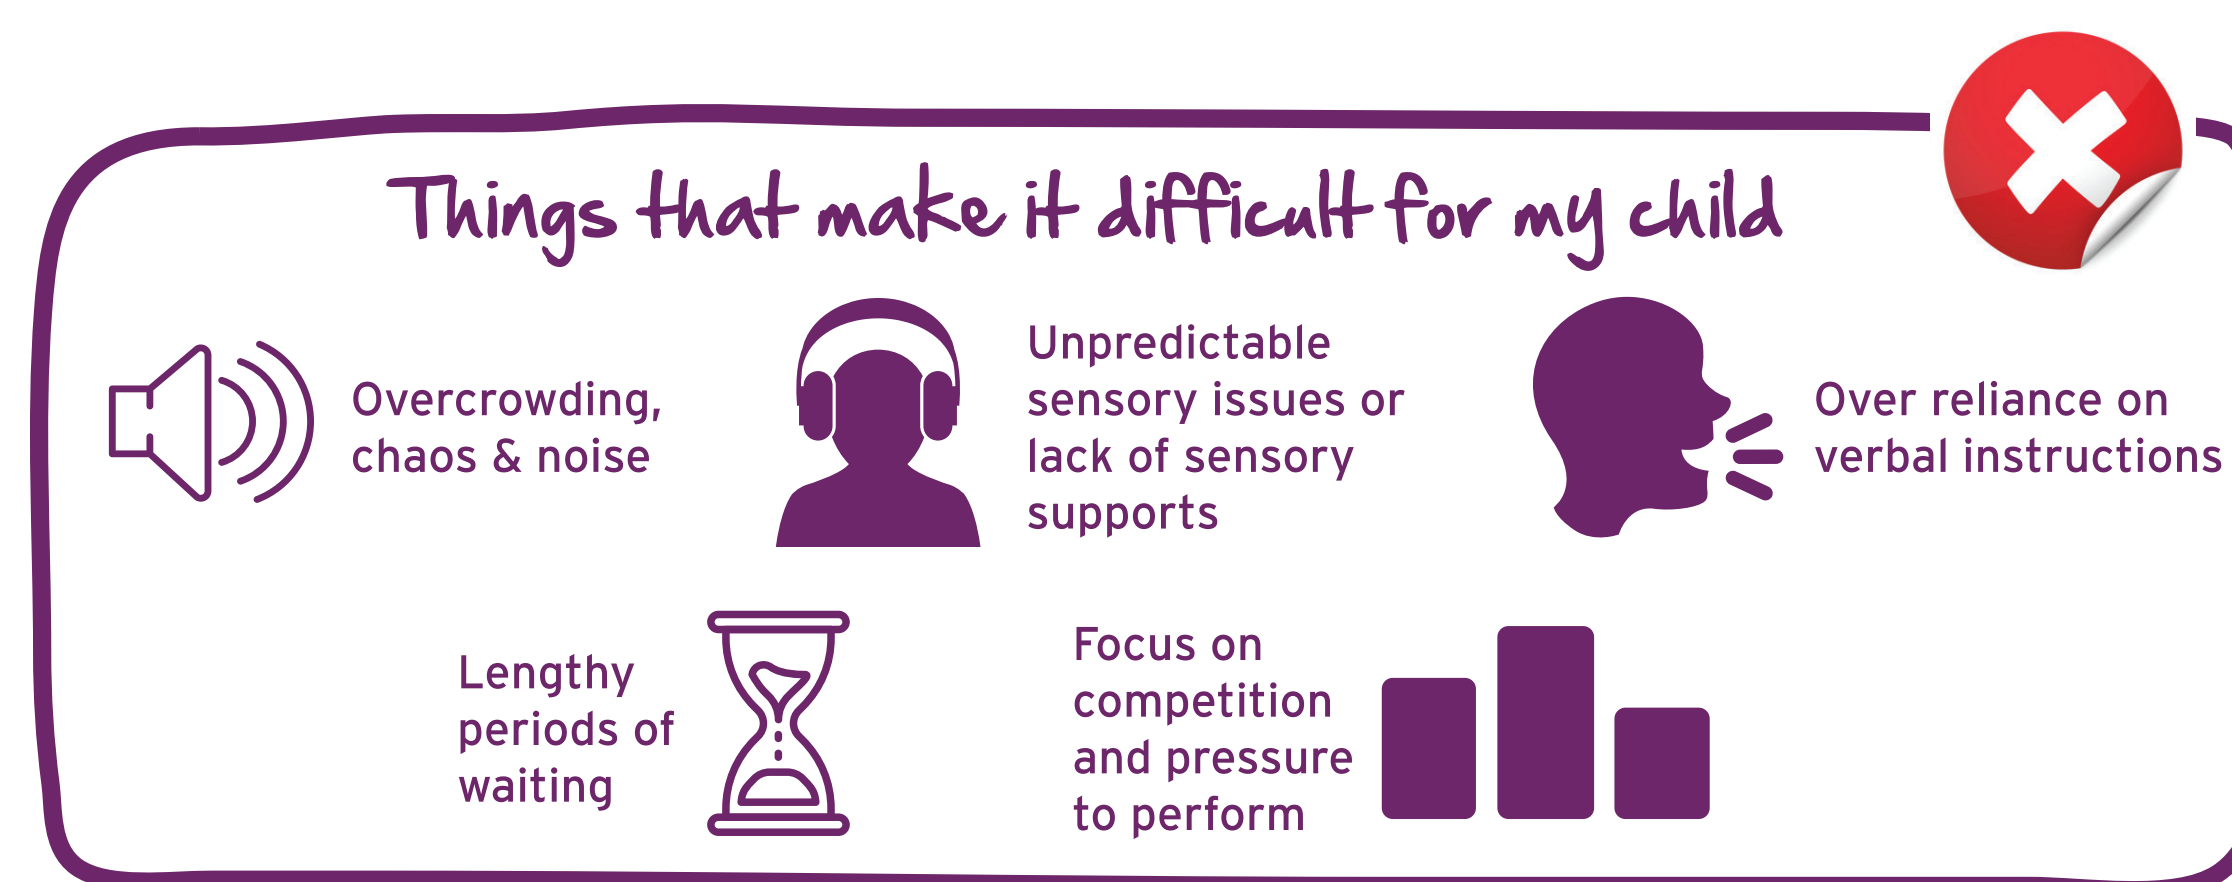 Things that make it difficult for my child
Overcrowding,
chaos & noise
Unpredictable
sensory issues or
lack of sensory
supports
Over reliance on
verbal instructions
Lengthy
periods of
waiting
Focus on
competition
and pressure
to perform